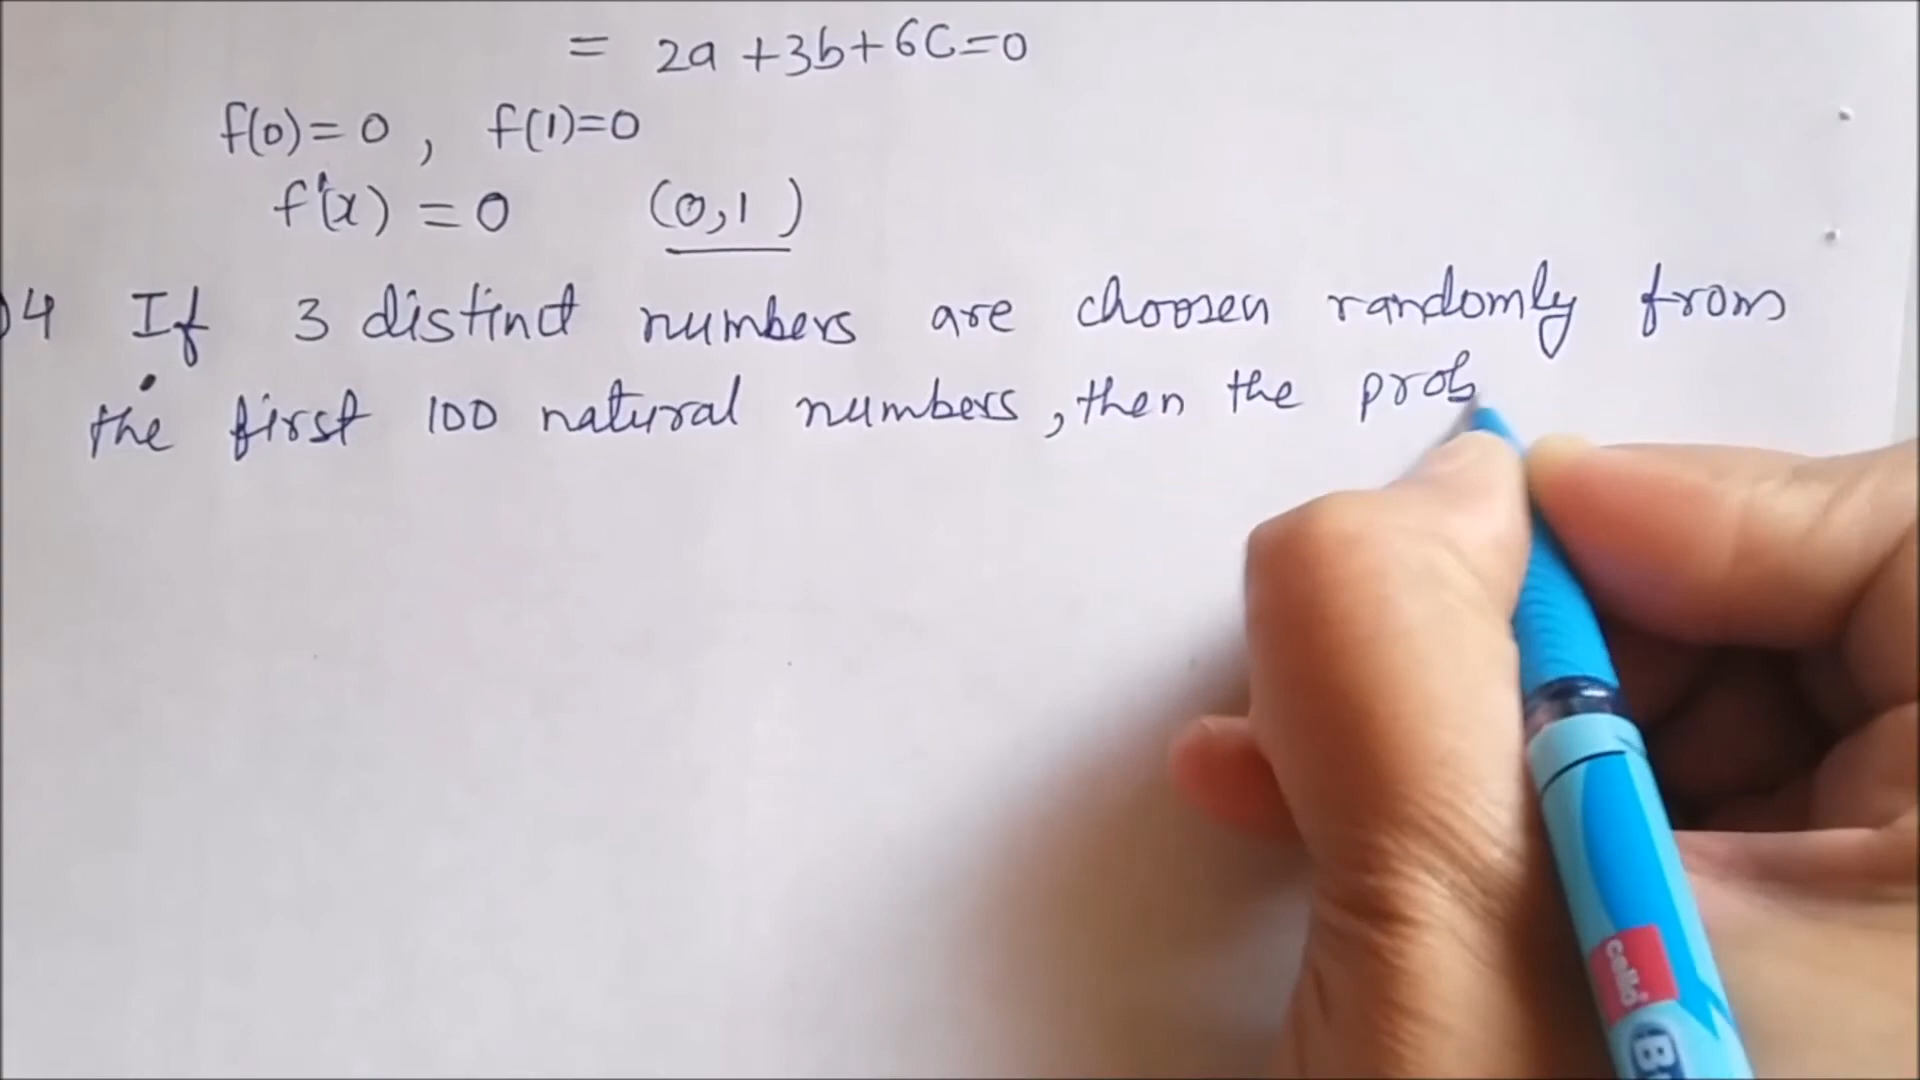 = 2a +3b+6C=0
f(0)=0 , f(1)=0
f'(x) =0 (0,1)
4 If 3 distinct numbers are choosen randomly from
the first 100 natural numbers, then the prob
cello